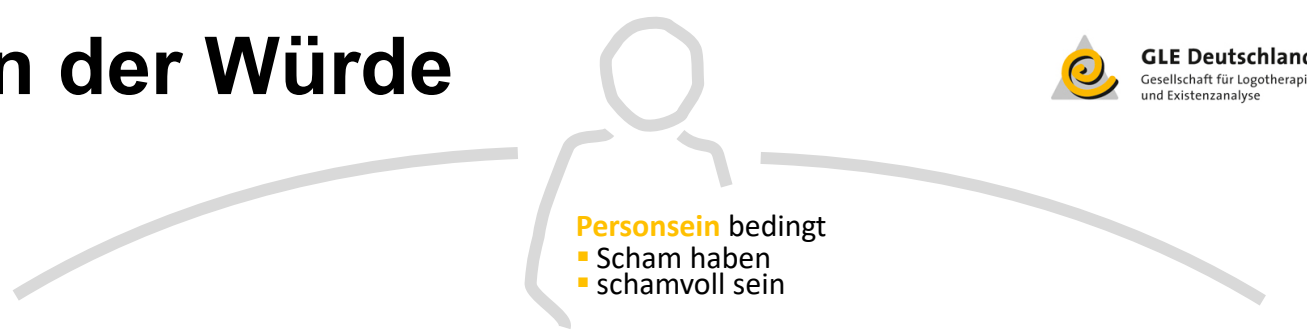 n der Würde
GLE Deutschland
Gesellschaft für Logotherapi
und Existenzanalyse
Personsein bedingt
▪ Scham haben
▪ schamvoll sein